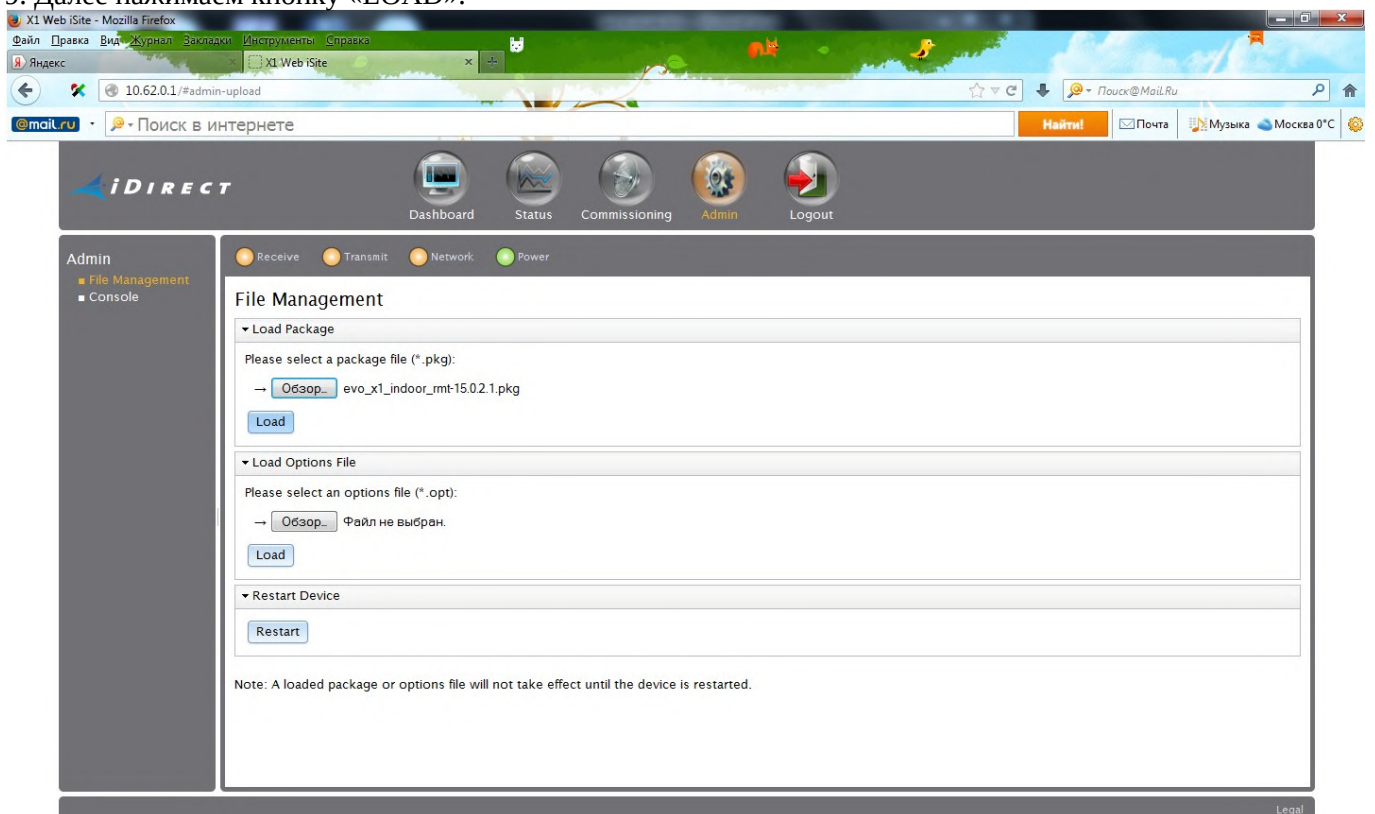 5. Далее нажимаем кнопку «LOAD».
X1 Web iSite - Mozilla Firefox
Файл Правка Вид Журнал Закладки Инструменты Справка
Яндекс
X1 Web iSite
10.62.0.1/#admin-upload
Поиск@Mail.Ru
@mail.ru Поиск в интернете Найти! Почта Музыка Москва 0°C
iDIRECT
Dashboard Status Commissioning Admin Logout
Admin
File Management
Console
Receive Transmit Network Power
File Management
Load Package
Please select a package file (*.pkg):
→ Обзор... evo_x1_indoor_rmt-15.0.2.1.pkg
Load
Load Options File
Please select an options file (*.opt):
→ Обзор... Файл не выбран.
Load
Restart Device
Restart
Note: A loaded package or options file will not take effect until the device is restarted.
Legal